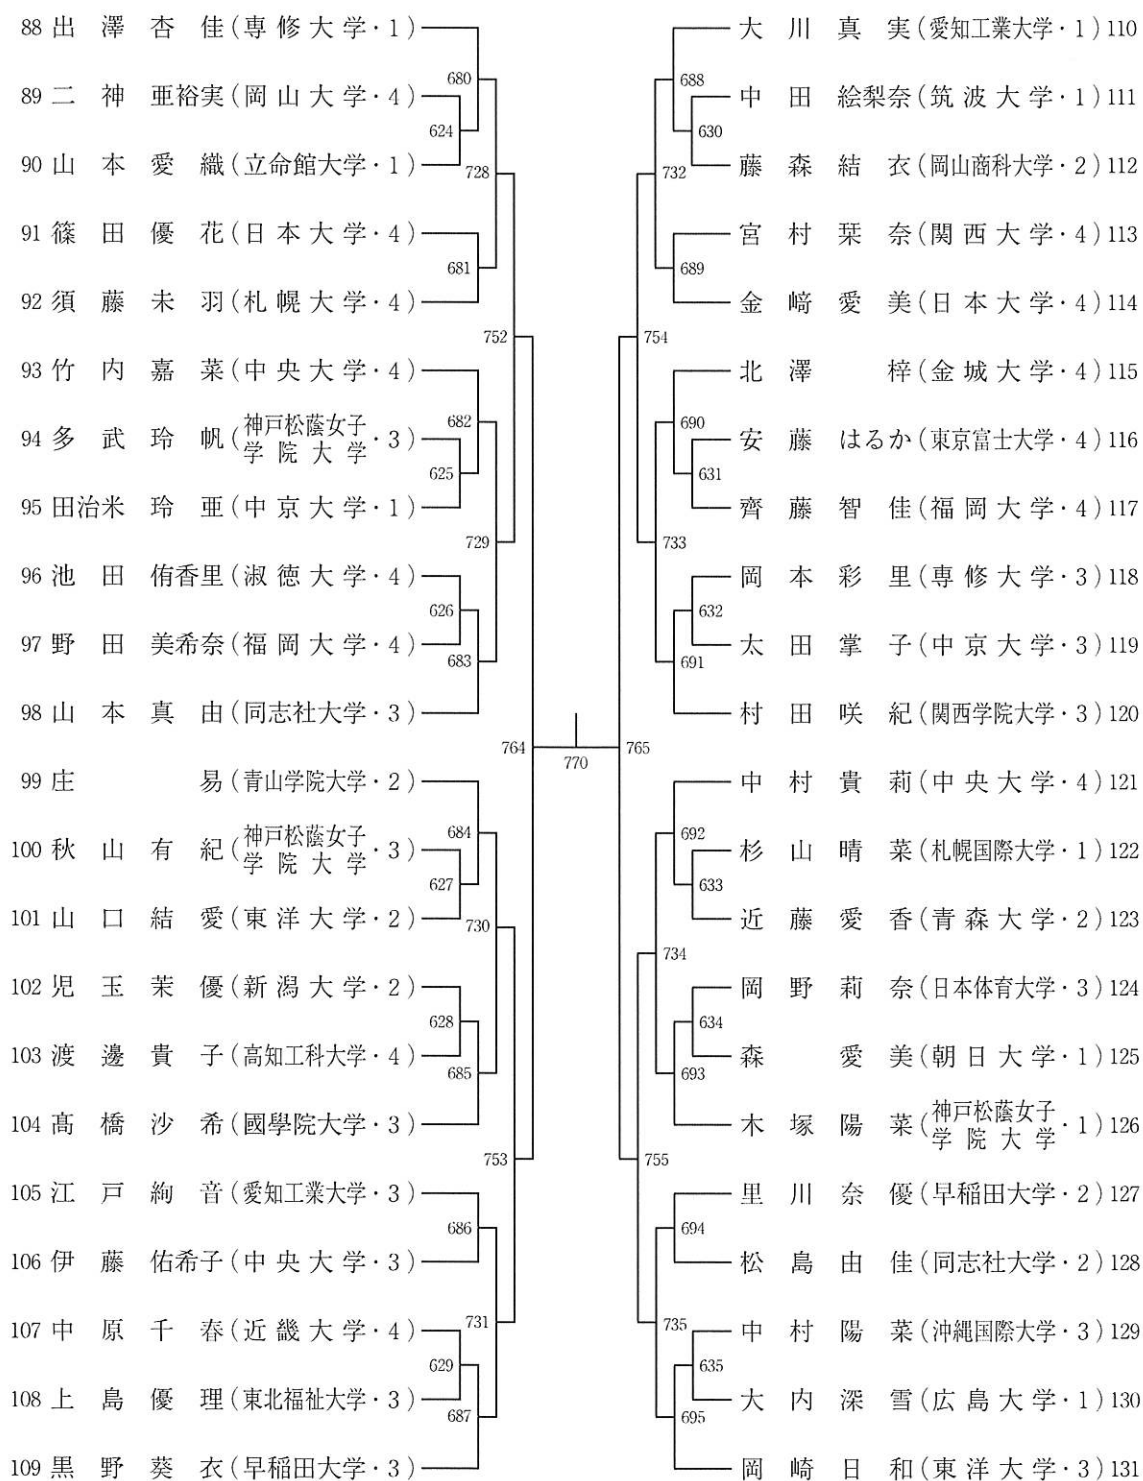 88 出澤杏佳(専修大学・1)
89 二神亜裕実(岡山大学・4)
90 山本愛織(立命館大学・1)
91 篠田優花(日本大学・4)
92 須藤未羽(札幌大学・4)
93 竹内嘉菜(中央大学・4)
94 多武玲帆(神戸松蔭女子学院大学・3)
95 田治米玲亜(中京大学・1)
96 池田侑香里(淑徳大学・4)
97 野田美希奈(福岡大学・4)
98 山本真由(同志社大学・3)
99 庄易(青山学院大学・2)
100 秋山有紀(神戸松蔭女子学院大学・3)
101 山口結愛(東洋大学・2)
102 児玉茉優(新潟大学・2)
103 渡邊貴子(高知工科大学・4)
104 髙橋沙希(國學院大学・3)
105 江戸絢音(愛知工業大学・3)
106 伊藤佑希子(中央大学・3)
107 中原千春(近畿大学・4)
108 上島優理(東北福祉大学・3)
109 黒野葵衣(早稲田大学・3)
680
624
728
681
752
682
625
729
626
683
764
684
627
730
628
685
753
686
731
629
687
770
688
630
732
689
754
690
631
733
632
691
765
692
633
734
634
693
755
694
735
635
695
大川真実(愛知工業大学・1)110
中田絵梨奈(筑波大学・1)111
藤森結衣(岡山商科大学・2)112
宮村栞奈(関西大学・4)113
金﨑愛美(日本大学・4)114
北澤梓(金城大学・4)115
安藤はるか(東京富士大学・4)116
齊藤智佳(福岡大学・4)117
岡本彩里(専修大学・3)118
太田掌子(中京大学・3)119
村田咲紀(関西学院大学・3)120
中村貴莉(中央大学・4)121
杉山晴菜(札幌国際大学・1)122
近藤愛香(青森大学・2)123
岡野莉奈(日本体育大学・3)124
森愛美(朝日大学・1)125
木塚陽菜(神戸松蔭女子学院大学・1)126
里川奈優(早稲田大学・2)127
松島由佳(同志社大学・2)128
中村陽菜(沖縄国際大学・3)129
大内深雪(広島大学・1)130
岡崎日和(東洋大学・3)131